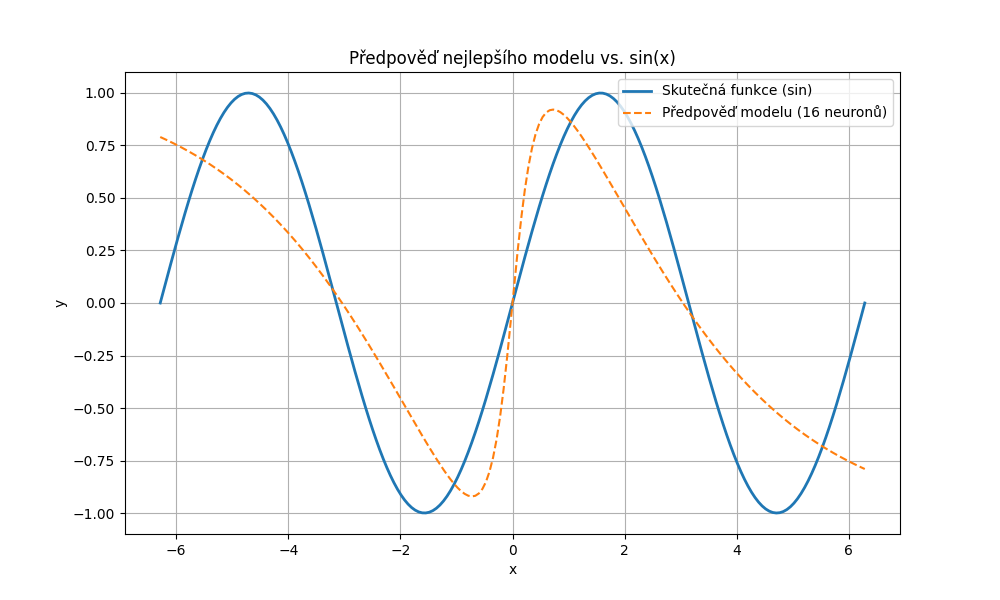 Předpověď nejlepšího modelu vs. sin(x)
Skutečná funkce (sin)
Předpověď modelu (16 neuronů)
1.00
0.75
0.50
0.25
0.00
−0.25
−0.50
−0.75
−1.00
y
−6 −4 −2 0 2 4 6
x